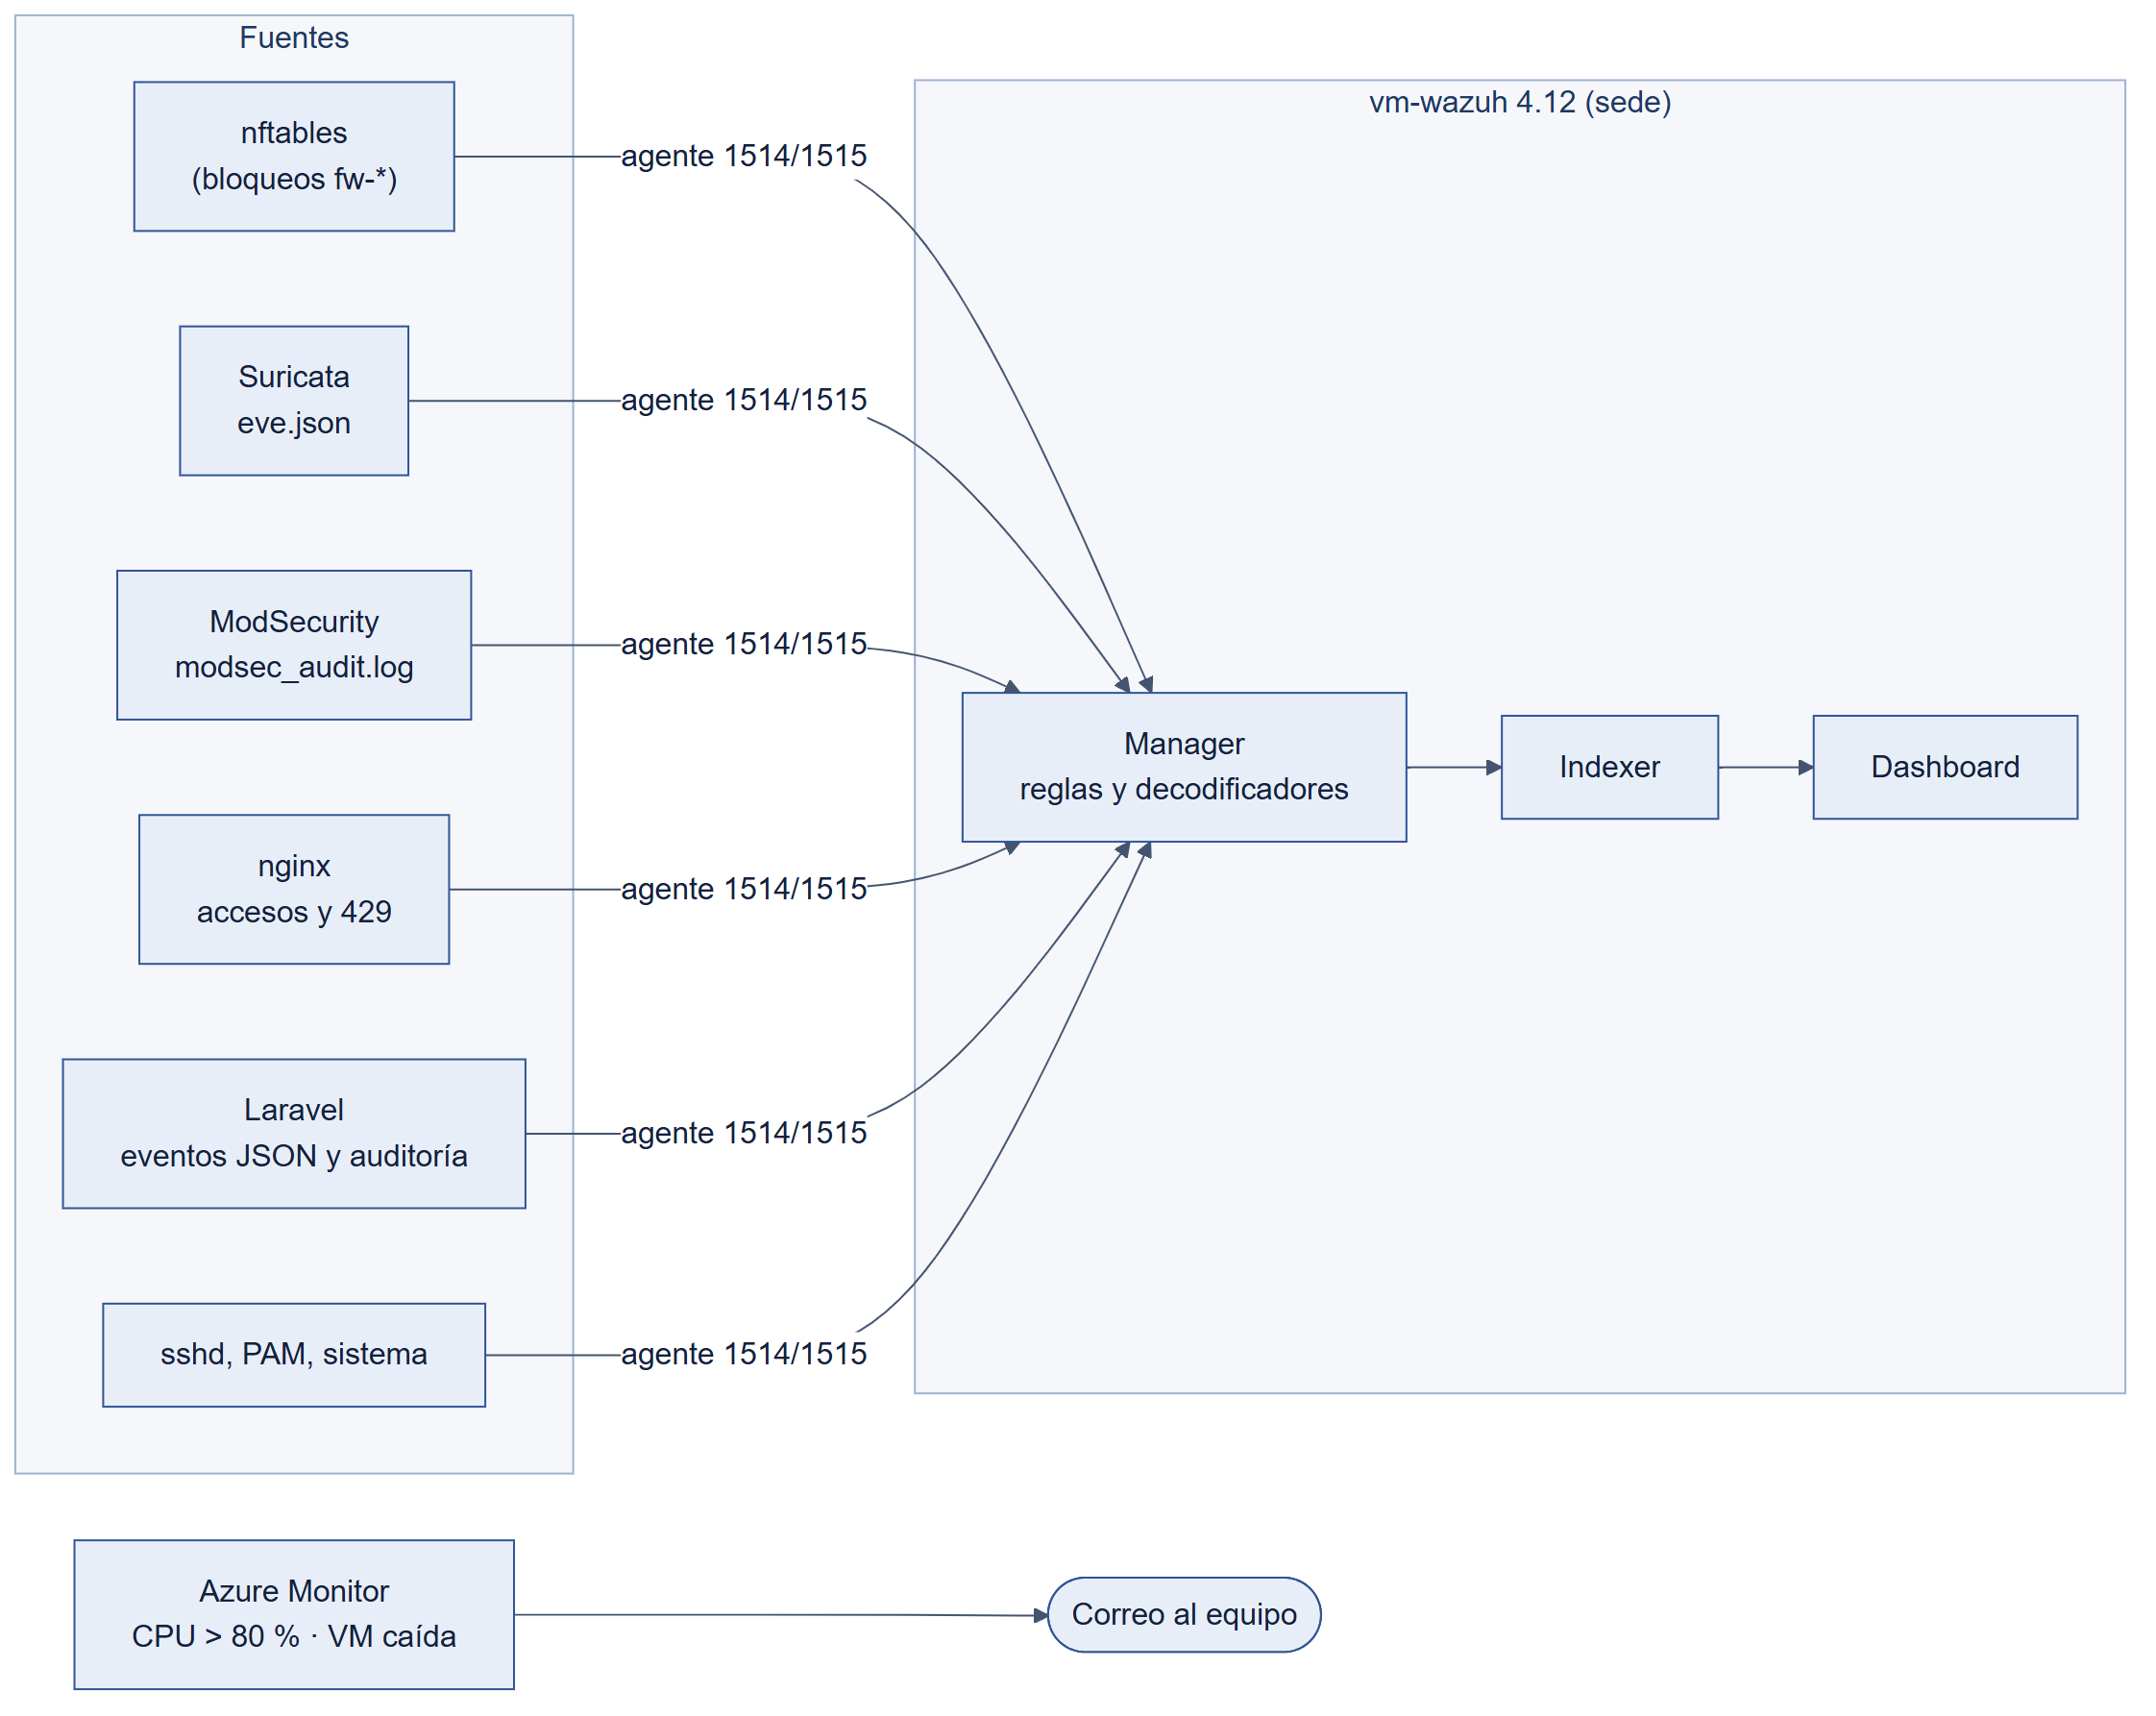 Fuentes
nftables
(bloqueos fw-*)
agente 1514/1515
Suricata
eve.json
agente 1514/1515
ModSecurity
modsec_audit.log
agente 1514/1515
nginx
accesos y 429
agente 1514/1515
Laravel
eventos JSON y auditoría
agente 1514/1515
sshd, PAM, sistema
agente 1514/1515
vm-wazuh 4.12 (sede)
Manager
reglas y decodificadores
Indexer
Dashboard
Azure Monitor
CPU > 80 % · VM caída
Correo al equipo